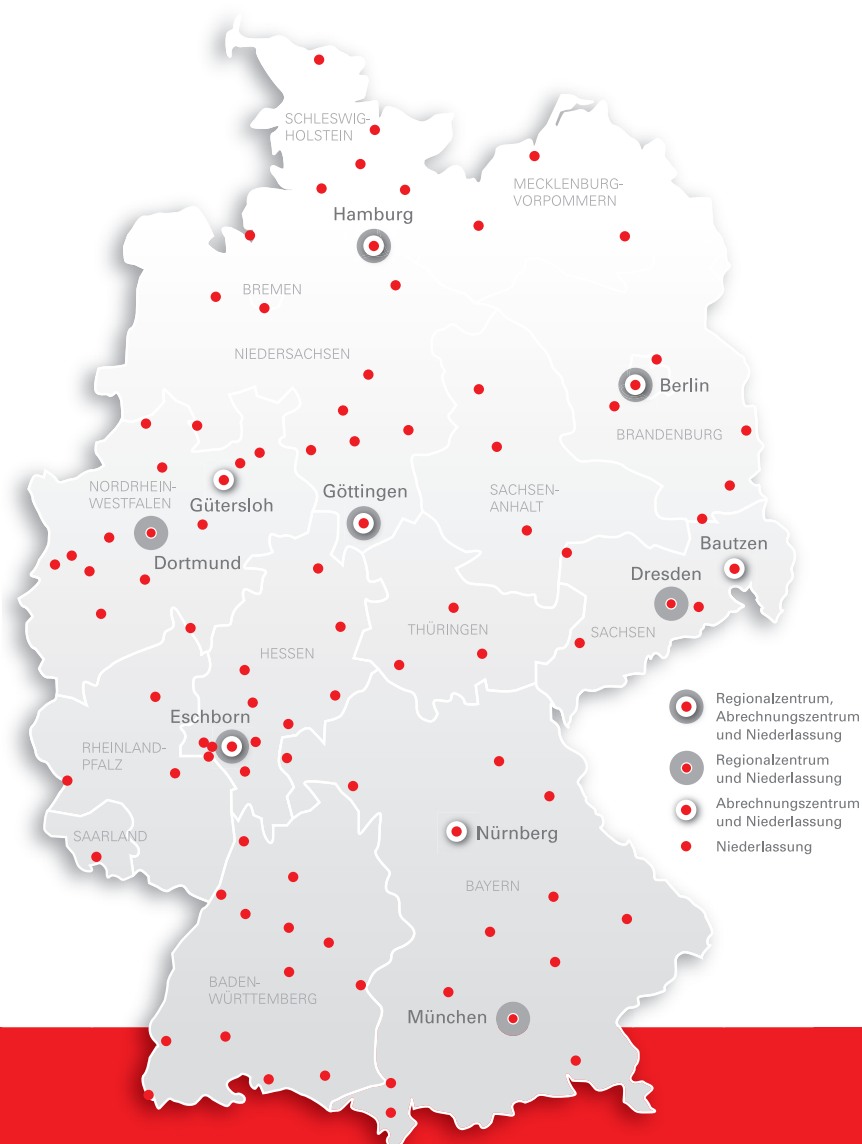 SCHLESWIG-
HOLSTEIN
MECKLENBURG-
VORPOMMERN
Hamburg
BREMEN
NIEDERSACHSEN
Berlin
BRANDENBURG
NORDRHEIN-
WESTFALEN
Gütersloh
Göttingen
SACHSEN-
ANHALT
Dortmund
Bautzen
Dresden
THÜRINGEN
SACHSEN
HESSEN
Eschborn
RHEINLAND-
PFALZ
SAARLAND
Nürnberg
BAYERN
BADEN-
WÜRTTEMBERG
München
Regionalzentrum,
Abrechnungszentrum
und Niederlassung
Regionalzentrum
und Niederlassung
Abrechnungszentrum
und Niederlassung
Niederlassung